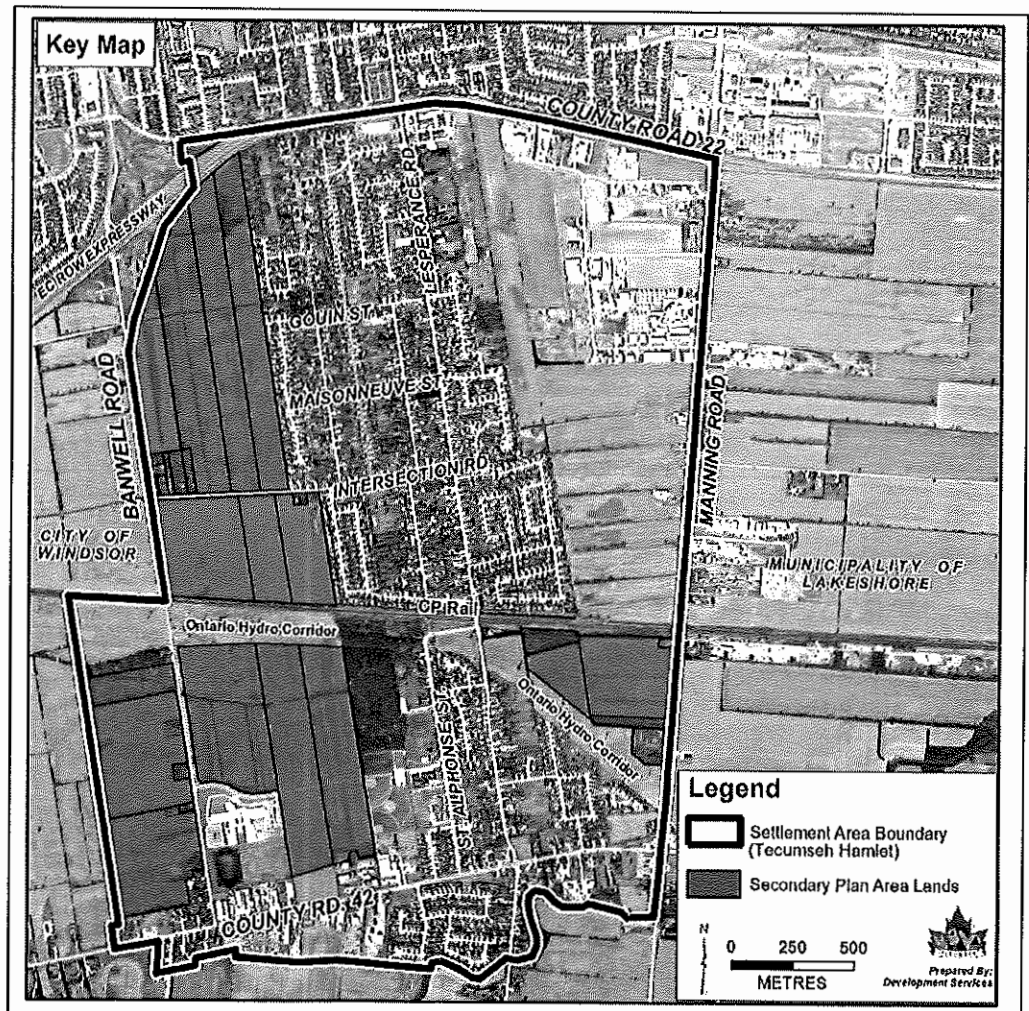 Key Map
COUNTY ROAD 22
EC ROW EXPRESSWAY
LESPERANCE RD.
GOUIN ST
MAISONNEUVE ST
BANWELL ROAD
MANNING ROAD
INTERSECTION RD.
CITY OF
WINDSOR
MUNICIPALITY OF
LAKESHORE
CP Rail
Ontario Hydro Corridor
Ontario Hydro Corridor
ST. ALPHONSE ST.
COUNTY RD. 42
Legend
Settlement Area Boundary
(Tecumseh Hamlet)
Secondary Plan Area Lands
N
0 250 500
METRES
Prepared By:
Development Services